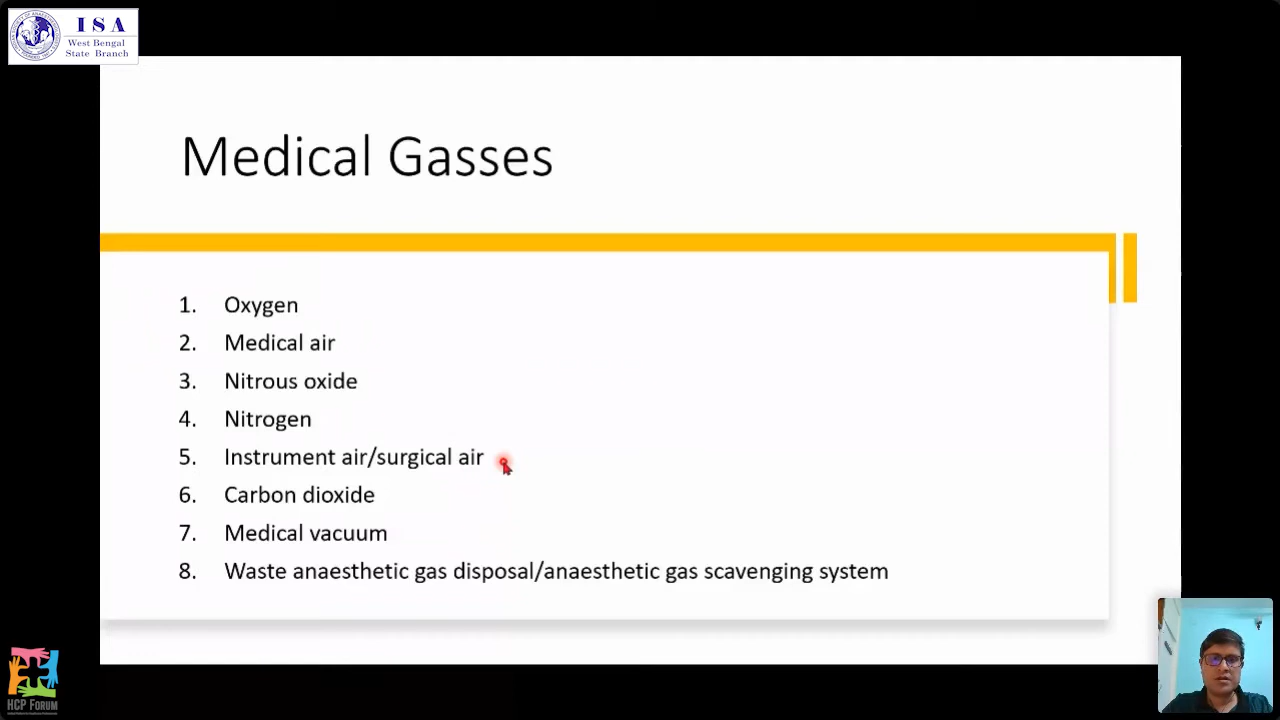 I S A
West Bengal
State Branch
Medical Gasses
1. Oxygen
2. Medical air
3. Nitrous oxide
4. Nitrogen
5. Instrument air/surgical air
6. Carbon dioxide
7. Medical vacuum
8. Waste anaesthetic gas disposal/anaesthetic gas scavenging system
HCP FORUM